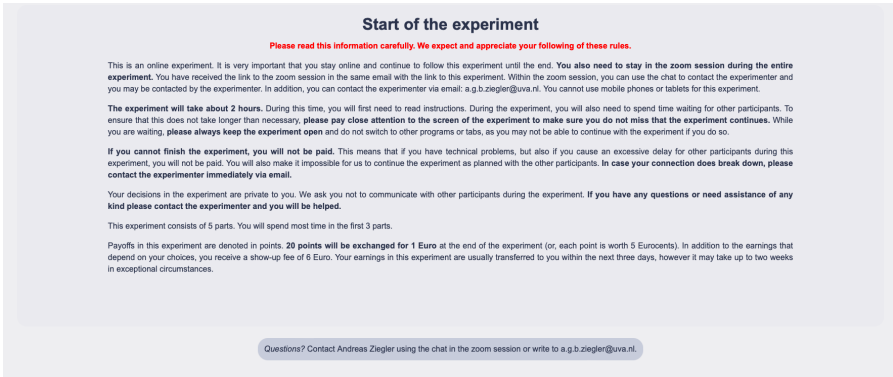 Start of the experiment
Please read this information carefully. We expect and appreciate your following of these rules.
This is an online experiment. It is very important that you stay online and continue to follow this experiment until the end. You also need to stay in the zoom session during the entire
experiment. You have received the link to the zoom session in the same email with the link to this experiment. Within the zoom session, you can use the chat to contact the experimenter and
you may be contacted by the experimenter. In addition, you can contact the experimenter via email: a.g.b.ziegler@uva.nl. You cannot use mobile phones or tablets for this experiment.
The experiment will take about 2 hours. During this time, you will first need to read instructions. During the experiment, you will also need to spend time waiting for other participants. To
ensure that this does not take longer than necessary, please pay close attention to the screen of the experiment to make sure you do not miss that the experiment continues. While
you are waiting, please always keep the experiment open and do not switch to other programs or tabs, as you may not be able to continue with the experiment if you do so.
If you cannot finish the experiment, you will not be paid. This means that if you have technical problems, but also if you cause an excessive delay for other participants during this
experiment, you will not be paid. You will also make it impossible for us to continue the experiment as planned with the other participants. In case your connection does break down, please
contact the experimenter immediately via email.
Your decisions in the experiment are private to you. We ask you not to communicate with other participants during the experiment. If you have any questions or need assistance of any
kind please contact the experimenter and you will be helped.
This experiment consists of 5 parts. You will spend most time in the first 3 parts.
Payoffs in this experiment are denoted in points. 20 points will be exchanged for 1 Euro at the end of the experiment (or, each point is worth 5 Eurocents). In addition to the earnings that
depend on your choices, you receive a show-up fee of 6 Euro. Your earnings in this experiment are usually transferred to you within the next three days, however it may take up to two weeks
in exceptional circumstances.
Questions? Contact Andreas Ziegler using the chat in the zoom session or write to a.g.b.ziegler@uva.nl.